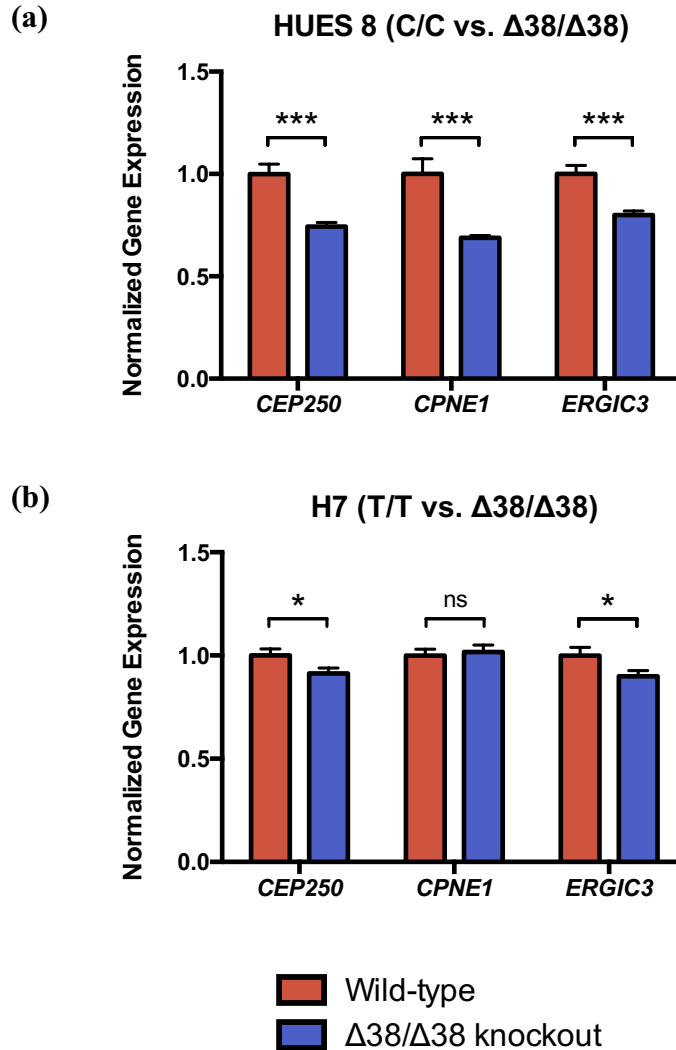 (a)
HUES 8 (C/C vs. Δ38/Δ38)
Normalized Gene Expression
1.5
1.0
0.5
0.0
***
***
***
CEP250 CPNE1 ERGIC3
(b)
H7 (T/T vs. Δ38/Δ38)
Normalized Gene Expression
1.5
1.0
0.5
0.0
*
ns
*
CEP250 CPNE1 ERGIC3
Wild-type
Δ38/Δ38 knockout